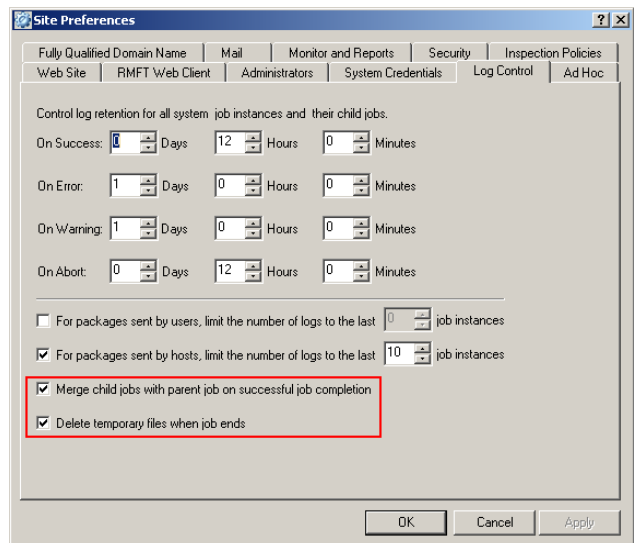 Site Preferences
Fully Qualified Domain Name Mail Monitor and Reports Security Inspection Policies
Web Site RMFT Web Client Administrators System Credentials Log Control Ad Hoc
Control log retention for all system job instances and their child jobs.
On Success: 0 Days 12 Hours 0 Minutes
On Error: 1 Days 0 Hours 0 Minutes
On Warning: 1 Days 0 Hours 0 Minutes
On Abort: 0 Days 12 Hours 0 Minutes
For packages sent by users, limit the number of logs to the last 0 job instances
For packages sent by hosts, limit the number of logs to the last 10 job instances
Merge child jobs with parent job on successful job completion
Delete temporary files when job ends
OK Cancel Apply